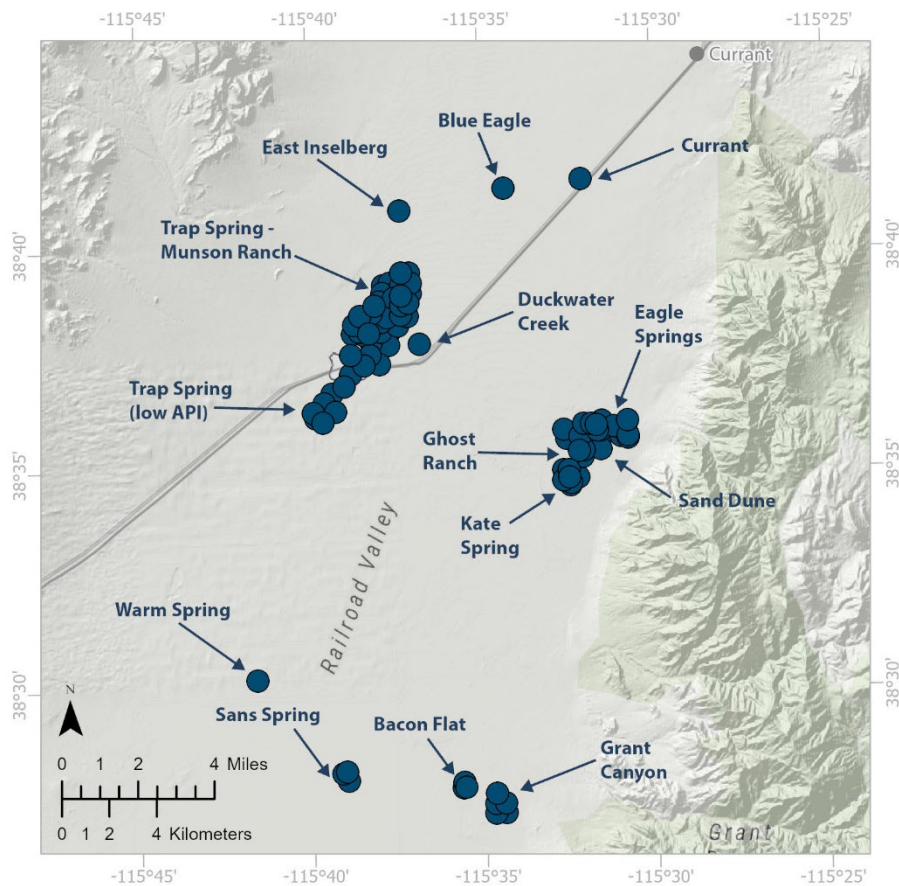 -115°45'
-115°40'
-115°35'
-115°30'
-115°25'
Currant
Blue Eagle
East Inselberg
Currant
Trap Spring -
Munson Ranch
38°40'
38°40'
Duckwater
Creek
Eagle
Springs
Trap Spring
(low API)
Ghost
Ranch
38°35'
38°35'
Sand Dune
Kate
Spring
Railroad Valley
Warm Spring
38°30'
38°30'
N
Sans Spring
Bacon Flat
Grant
Canyon
0 1 2 4 Miles
0 1 2 4 Kilometers
Grant
-115°45'
-115°40'
-115°35'
-115°30'
-115°25'